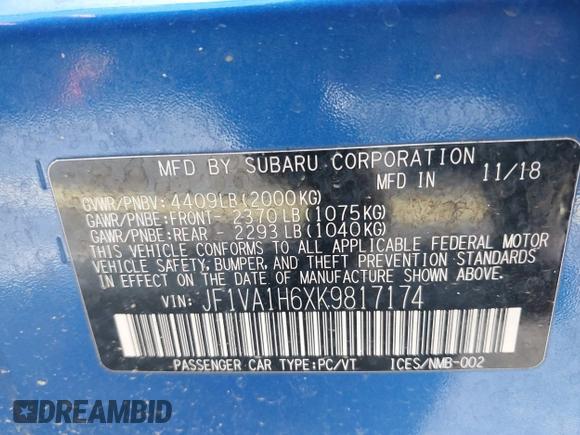 MFD BY SUBARU CORPORATION
MFD IN 11/18
GVWR/PNBV: 4409LB(2000KG)
GAWR/PNBE:FRONT- 2370LB(1075KG)
GAWR/PNBE:REAR - 2293LB(1040KG)
THIS VEHICLE CONFORMS TO ALL APPLICABLE FEDERAL MOTOR
VEHICLE SAFETY, BUMPER, AND THEFT PREVENTION STANDARDS
IN EFFECT ON THE DATE OF MANUFACTURE SHOWN ABOVE.
VIN: JF1VA1H6XK9817174
PASSENGER CAR TYPE:PC/VT ICES/NMB-002
DREAMBID